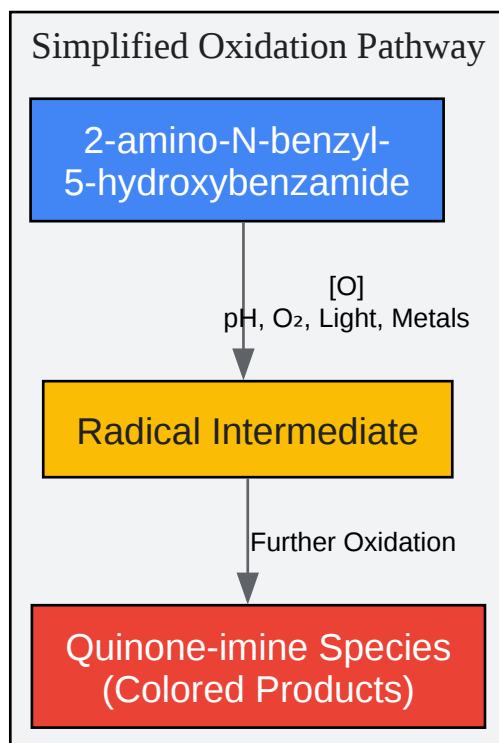 Simplified Oxidation Pathway
2-amino-N-benzyl-
5-hydroxybenzamide
[O]
pH, O₂, Light, Metals
Radical Intermediate
Further Oxidation
Quinone-imine Species
(Colored Products)